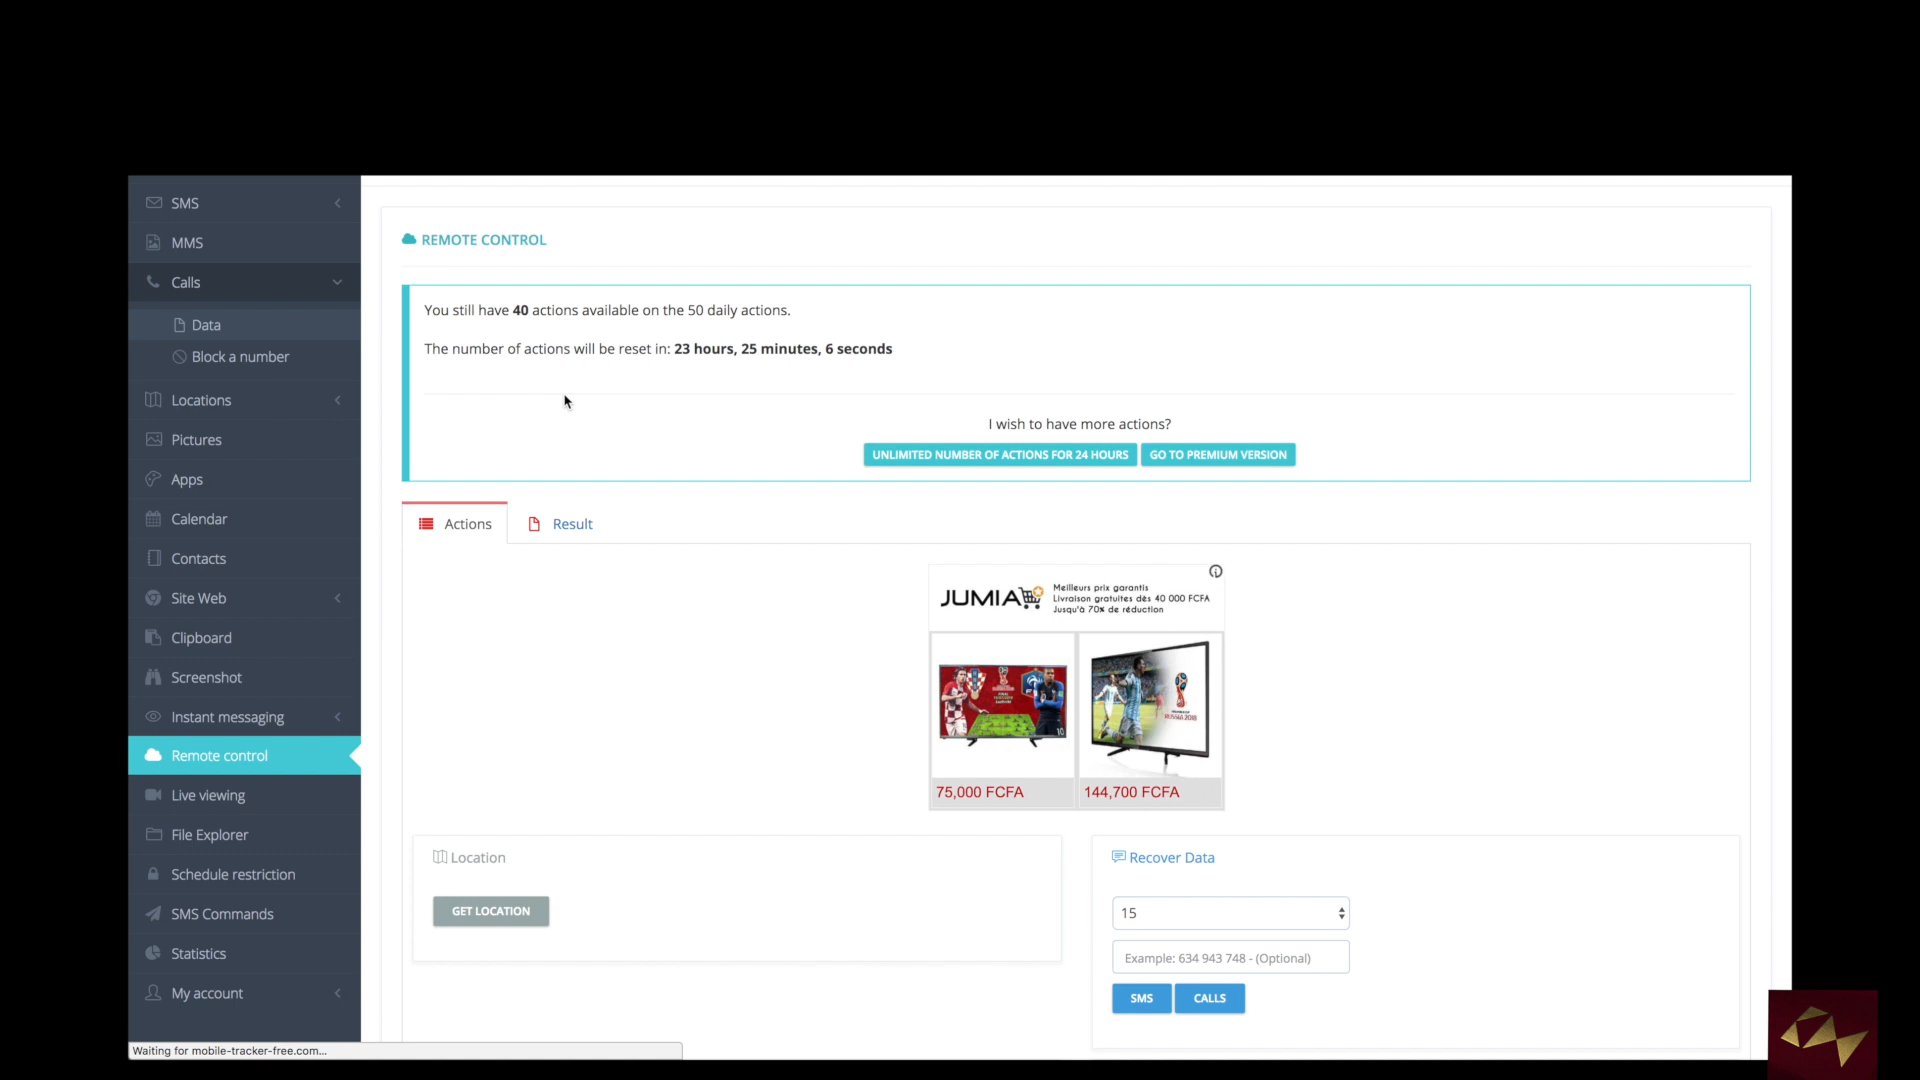 SMS
MMS
Calls
Data
Block a number
Locations
Pictures
Apps
Calendar
Contacts
Site Web
Clipboard
Screenshot
Instant messaging
Remote control
Live viewing
File Explorer
Schedule restriction
SMS Commands
Statistics
My account
Waiting for mobile-tracker-free.com...
REMOTE CONTROL
You still have 40 actions available on the 50 daily actions.
The number of actions will be reset in: 23 hours, 25 minutes, 6 seconds
I wish to have more actions?
UNLIMITED NUMBER OF ACTIONS FOR 24 HOURS
GO TO PREMIUM VERSION
Actions
Result
JUMIA
Meilleurs prix garantis
Livraison gratuites dès 40 000 FCFA
Jusqu'à 70% de réduction
RUSSIA 2018
75,000 FCFA
144,700 FCFA
Location
GET LOCATION
Recover Data
15
Example: 634 943 748 - (Optional)
SMS
CALLS